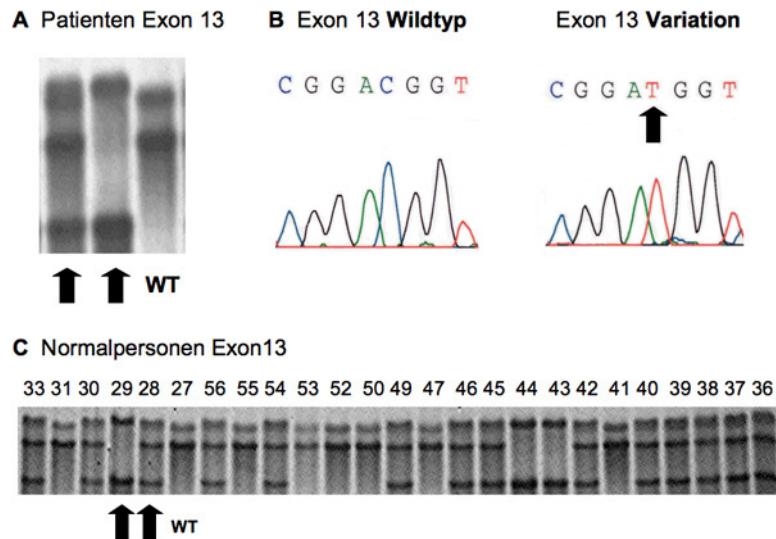 A Patienten Exon 13
B Exon 13 Wildtyp
Exon 13 Variation
C G G A C G G T
C G G A T G G T
WT
C Normalpersonen Exon13
33 31 30 29 28 27 56 55 54 53 52 50 49 47 46 45 44 43 42 41 40 39 38 37 36
WT